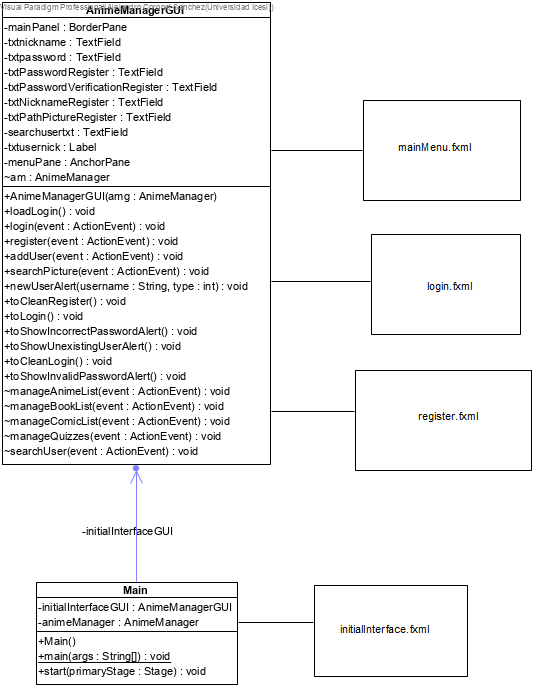 Visual Paradigm Professional(Alejandro Coronel Sanchez(Universidad Icesi))
AnimeManagerGUI
-mainPanel : BorderPane
-txtnickname : TextField
-txtpassword : TextField
-txtPasswordRegister : TextField
-txtPasswordVerificationRegister : TextField
-txtNicknameRegister : TextField
-txtPathPictureRegister : TextField
-searchusertxt : TextField
-txtusernick : Label
-menuPane : AnchorPane
~am : AnimeManager
+AnimeManagerGUI(amg : AnimeManager)
+loadLogin() : void
+login(event : ActionEvent) : void
+register(event : ActionEvent) : void
+addUser(event : ActionEvent) : void
+searchPicture(event : ActionEvent) : void
+newUserAlert(username : String, type : int) : void
+toCleanRegister() : void
+toLogin() : void
+toShowIncorrectPasswordAlert() : void
+toShowUnexistingUserAlert() : void
+toCleanLogin() : void
+toShowInvalidPasswordAlert() : void
~manageAnimeList(event : ActionEvent) : void
~manageBookList(event : ActionEvent) : void
~manageComicList(event : ActionEvent) : void
~manageQuizzes(event : ActionEvent) : void
~searchUser(event : ActionEvent) : void
mainMenu.fxml
login.fxml
register.fxml
-initialInterfaceGUI
Main
-initialInterfaceGUI : AnimeManagerGUI
-animeManager : AnimeManager
+Main()
+main(args : String[]) : void
+start(primaryStage : Stage) : void
initialInterface.fxml